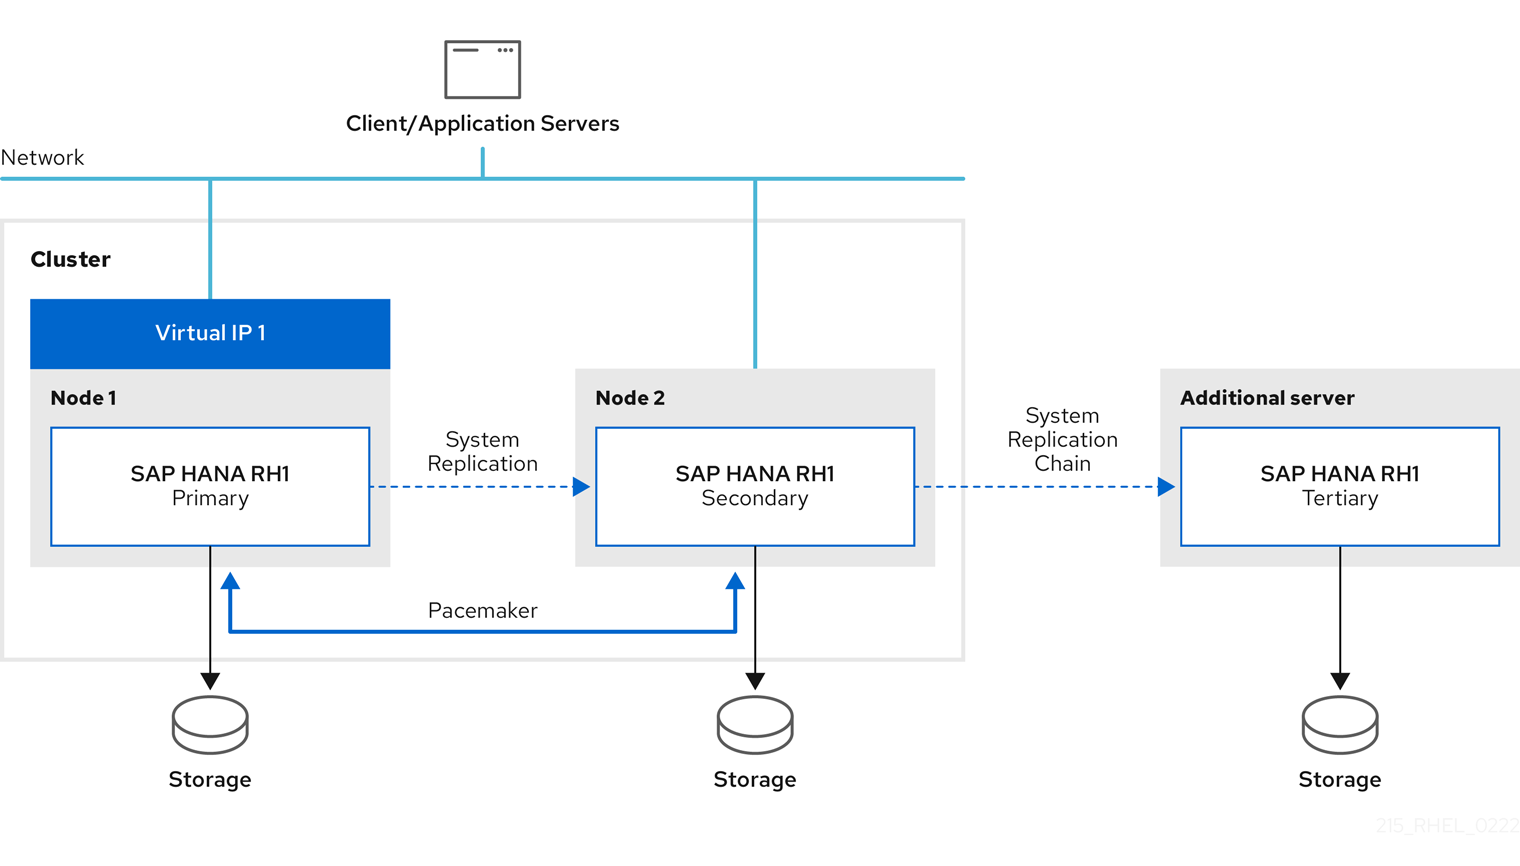 Client/Application Servers
Network
Cluster
Virtual IP 1
Node 1
SAP HANA RH1
Primary
System
Replication
Node 2
SAP HANA RH1
Secondary
System
Replication
Chain
Additional server
SAP HANA RH1
Tertiary
Pacemaker
Storage
Storage
Storage
215_RHEL_0222